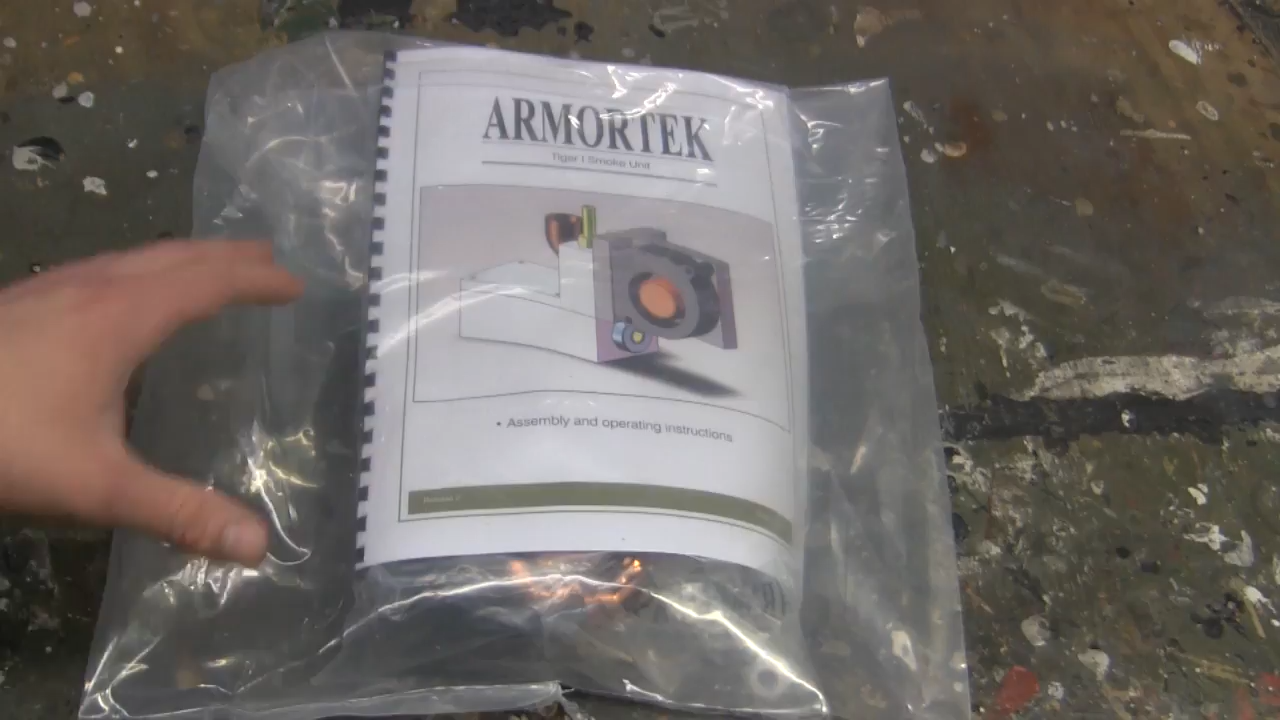 ARMORTEK
Tiger I Smoke Unit
• Assembly and operating instructions